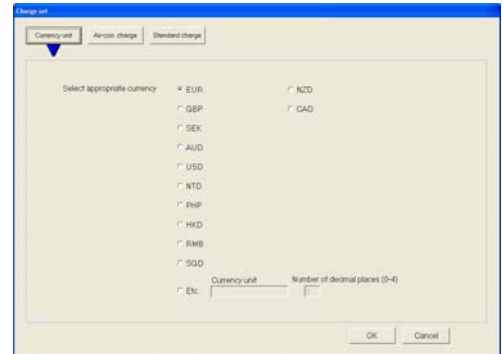 Charge set
Currency unit Air-con. charge Standard charge
Select appropriate currency EUR NZD
GBP CAD
SEK
AUD
USD
NTD
PHP
HKD
RMB
SGD
Currency unit Number of decimal places (0-4)
Etc.
OK Cancel